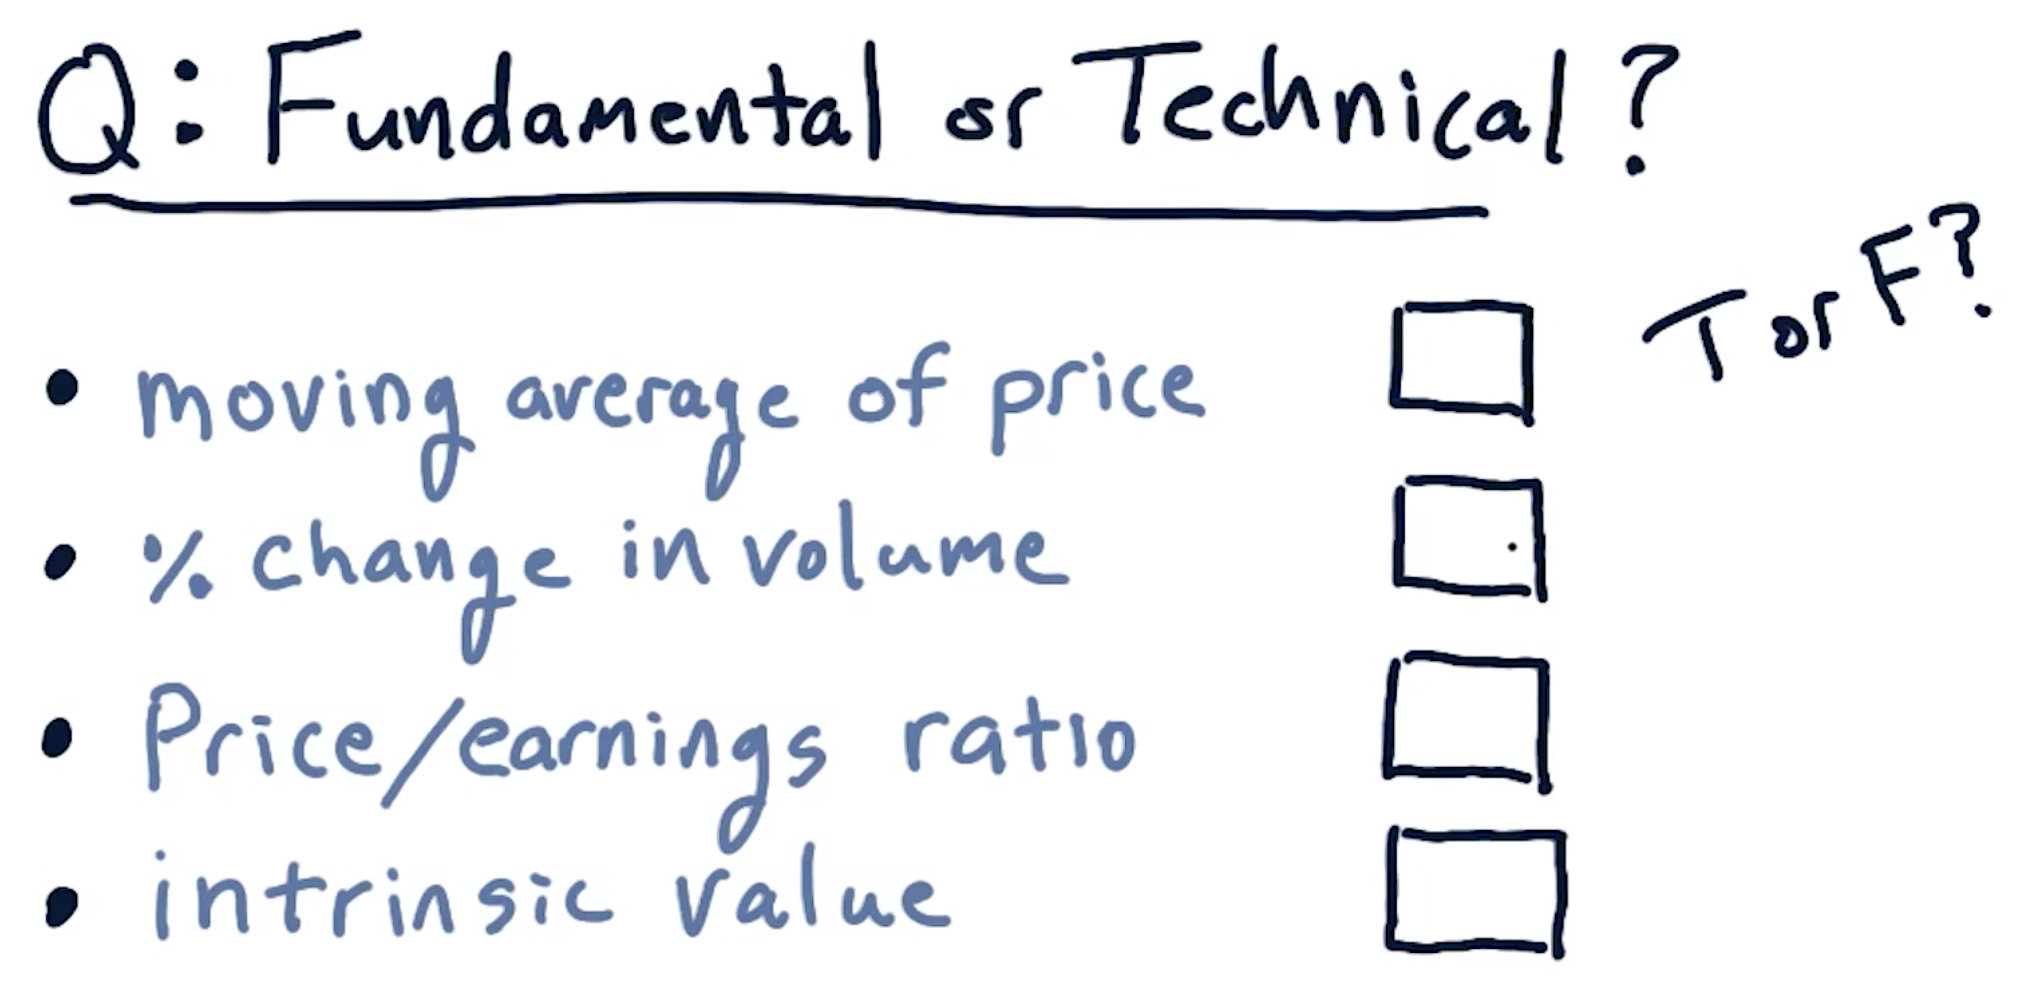 Q: Fundamental or Technical?
T or F?
• moving average of price
• % change in volume
• Price/earnings ratio
• intrinsic value